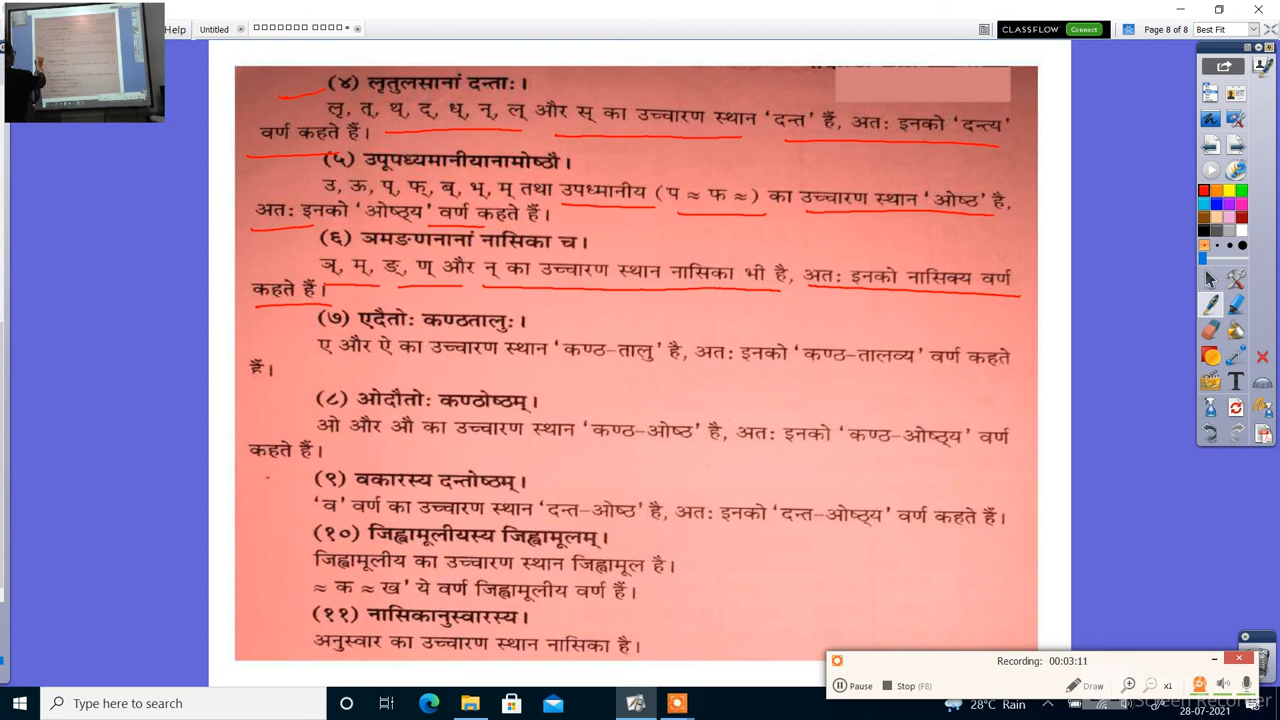 Help
Untitled
CLASSFLOW Connect
Page 8 of 8
Best Fit
(४) लृतुलसानां दन्ताः।
लृ, त्, थ्, द्, ध्, न्, ल् और स् का उच्चारण स्थान 'दन्त' हैं, अतः इनको 'दन्त्य'
वर्ण कहते हैं।
(५) उपूपध्यमानीयानामोष्ठौ।
उ, ऊ, प्, फ्, ब्, भ्, म् तथा उपध्मानीय (प ≈ फ ≈) का उच्चारण स्थान 'ओष्ठ' है,
अतः इनको 'ओष्ठ्य' वर्ण कहते हैं।
(६) ञमङणनानां नासिका च।
ञ्, म्, ङ्, ण् और न् का उच्चारण स्थान नासिका भी है, अतः इनको नासिक्य वर्ण
कहते हैं।
(७) एदैतोः कण्ठतालुः।
ए और ऐ का उच्चारण स्थान 'कण्ठ-तालु' है, अतः इनको 'कण्ठ-तालव्य' वर्ण कहते
हैं।
(८) ओदौतोः कण्ठोष्ठम्।
ओ और औ का उच्चारण स्थान 'कण्ठ-ओष्ठ' है, अतः इनको 'कण्ठ-ओष्ठ्य' वर्ण
कहते हैं।
(९) वकारस्य दन्तोष्ठम्।
'व' वर्ण का उच्चारण स्थान 'दन्त-ओष्ठ' है, अतः इनको 'दन्त-ओष्ठ्य' वर्ण कहते हैं।
(१०) जिह्वामूलीयस्य जिह्वामूलम्।
जिह्वामूलीय का उच्चारण स्थान जिह्वामूल है।
≈ क ≈ ख' ये वर्ण जिह्वामूलीय वर्ण हैं।
(११) नासिकानुस्वारस्य।
अनुस्वार का उच्चारण स्थान नासिका है।
Recording: 00:03:11
Pause
Stop (F8)
Draw
x1
Type here to search
28°C Rain
28-07-2021
Screen Recorder